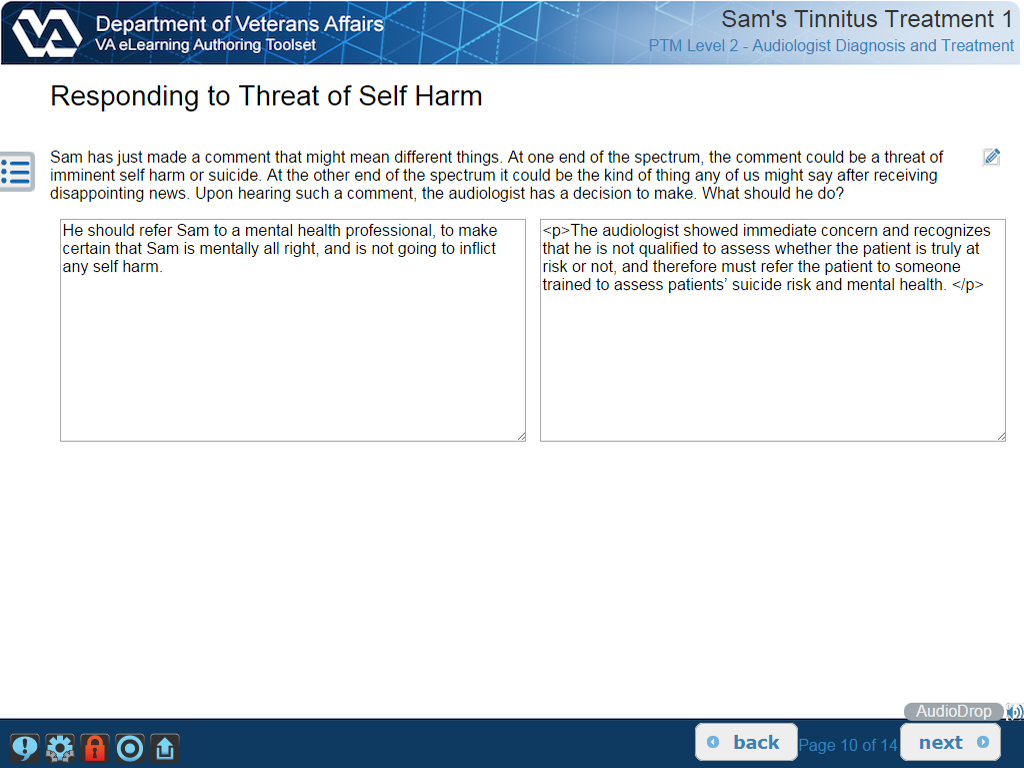 Department of Veterans Affairs
VA eLearning Authoring Toolset
Sam's Tinnitus Treatment 1
PTM Level 2 - Audiologist Diagnosis and Treatment
Responding to Threat of Self Harm
Sam has just made a comment that might mean different things. At one end of the spectrum, the comment could be a threat of
imminent self harm or suicide. At the other end of the spectrum it could be the kind of thing any of us might say after receiving
disappointing news. Upon hearing such a comment, the audiologist has a decision to make. What should he do?
He should refer Sam to a mental health professional, to make
certain that Sam is mentally all right, and is not going to inflict
any self harm.
<p>The audiologist showed immediate concern and recognizes
that he is not qualified to assess whether the patient is truly at
risk or not, and therefore must refer the patient to someone
trained to assess patients’ suicide risk and mental health. </p>
AudioDrop
back
Page 10 of 14
next